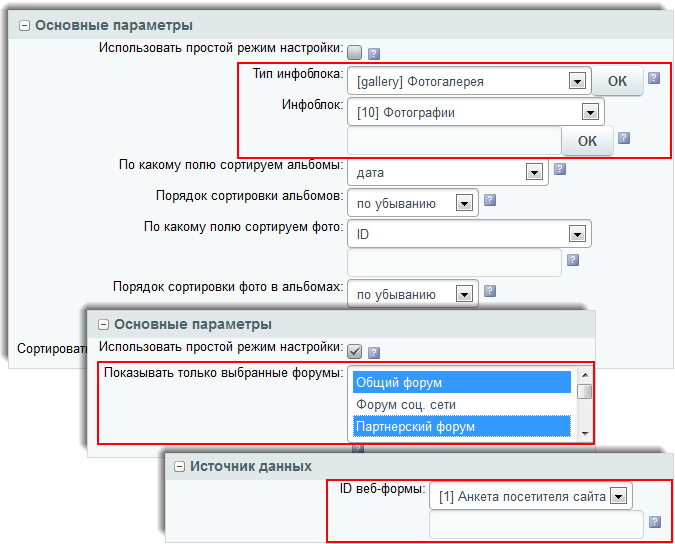 Основные параметры
Использовать простой режим настройки: ?
Тип инфоблока: [gallery] Фотогалерея OK ?
Инфоблок: [10] Фотографии
OK ?
По какому полю сортируем альбомы: дата ?
Порядок сортировки альбомов: по убыванию ?
По какому полю сортируем фото: ID
?
Порядок сортировки фото в альбомах: по убыванию ?
Сортировать
Основные параметры
Использовать простой режим настройки: ?
Показывать только выбранные форумы: Общий форум
Форум соц. сети
Партнерский форум
?
Источник данных
ID веб-формы: [1] Анкета посетителя сайта
?